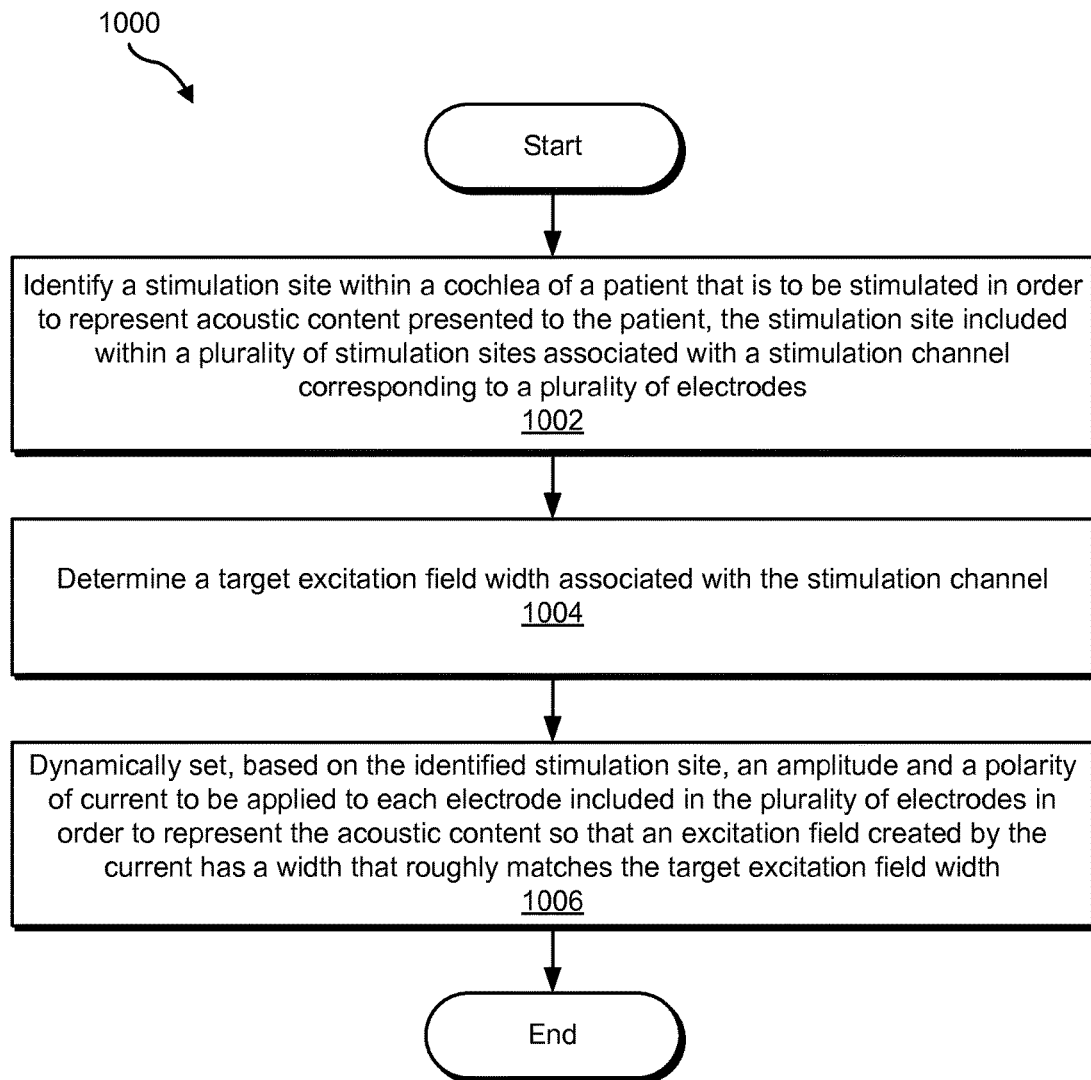 1000
Start
Identify a stimulation site within a cochlea of a patient that is to be stimulated in order
to represent acoustic content presented to the patient, the stimulation site included
within a plurality of stimulation sites associated with a stimulation channel
corresponding to a plurality of electrodes
1002
Determine a target excitation field width associated with the stimulation channel
1004
Dynamically set, based on the identified stimulation site, an amplitude and a polarity
of current to be applied to each electrode included in the plurality of electrodes in
order to represent the acoustic content so that an excitation field created by the
current has a width that roughly matches the target excitation field width
1006
End